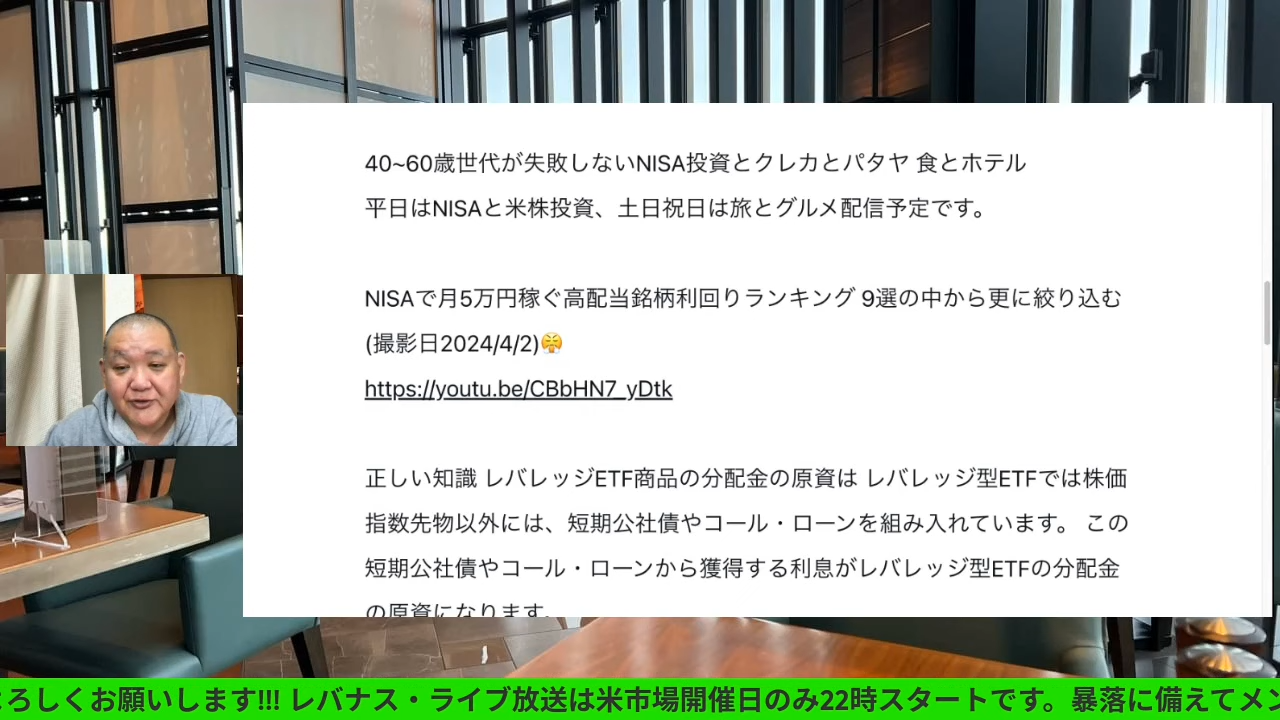 40~60歳世代が失敗しないNISA投資とクレカとパタヤ 食とホテル
平日はNISAと米株投資、土日祝日は旅とグルメ配信予定です。
NISAで月5万円稼ぐ高配当銘柄利回りランキング 9選の中から更に絞り込む
(撮影日2024/4/2)😤
https://youtu.be/CBbHN7_yDtk
正しい知識 レバレッジETF商品の分配金の原資は レバレッジ型ETFでは株価
指数先物以外には、短期公社債やコール・ローンを組み入れています。 この
短期公社債やコール・ローンから獲得する利息がレバレッジ型ETFの分配金
の原資になります。
よろしくお願いします!!! レバナス・ライブ放送は米市場開催日のみ22時スタートです。暴落に備えてメン